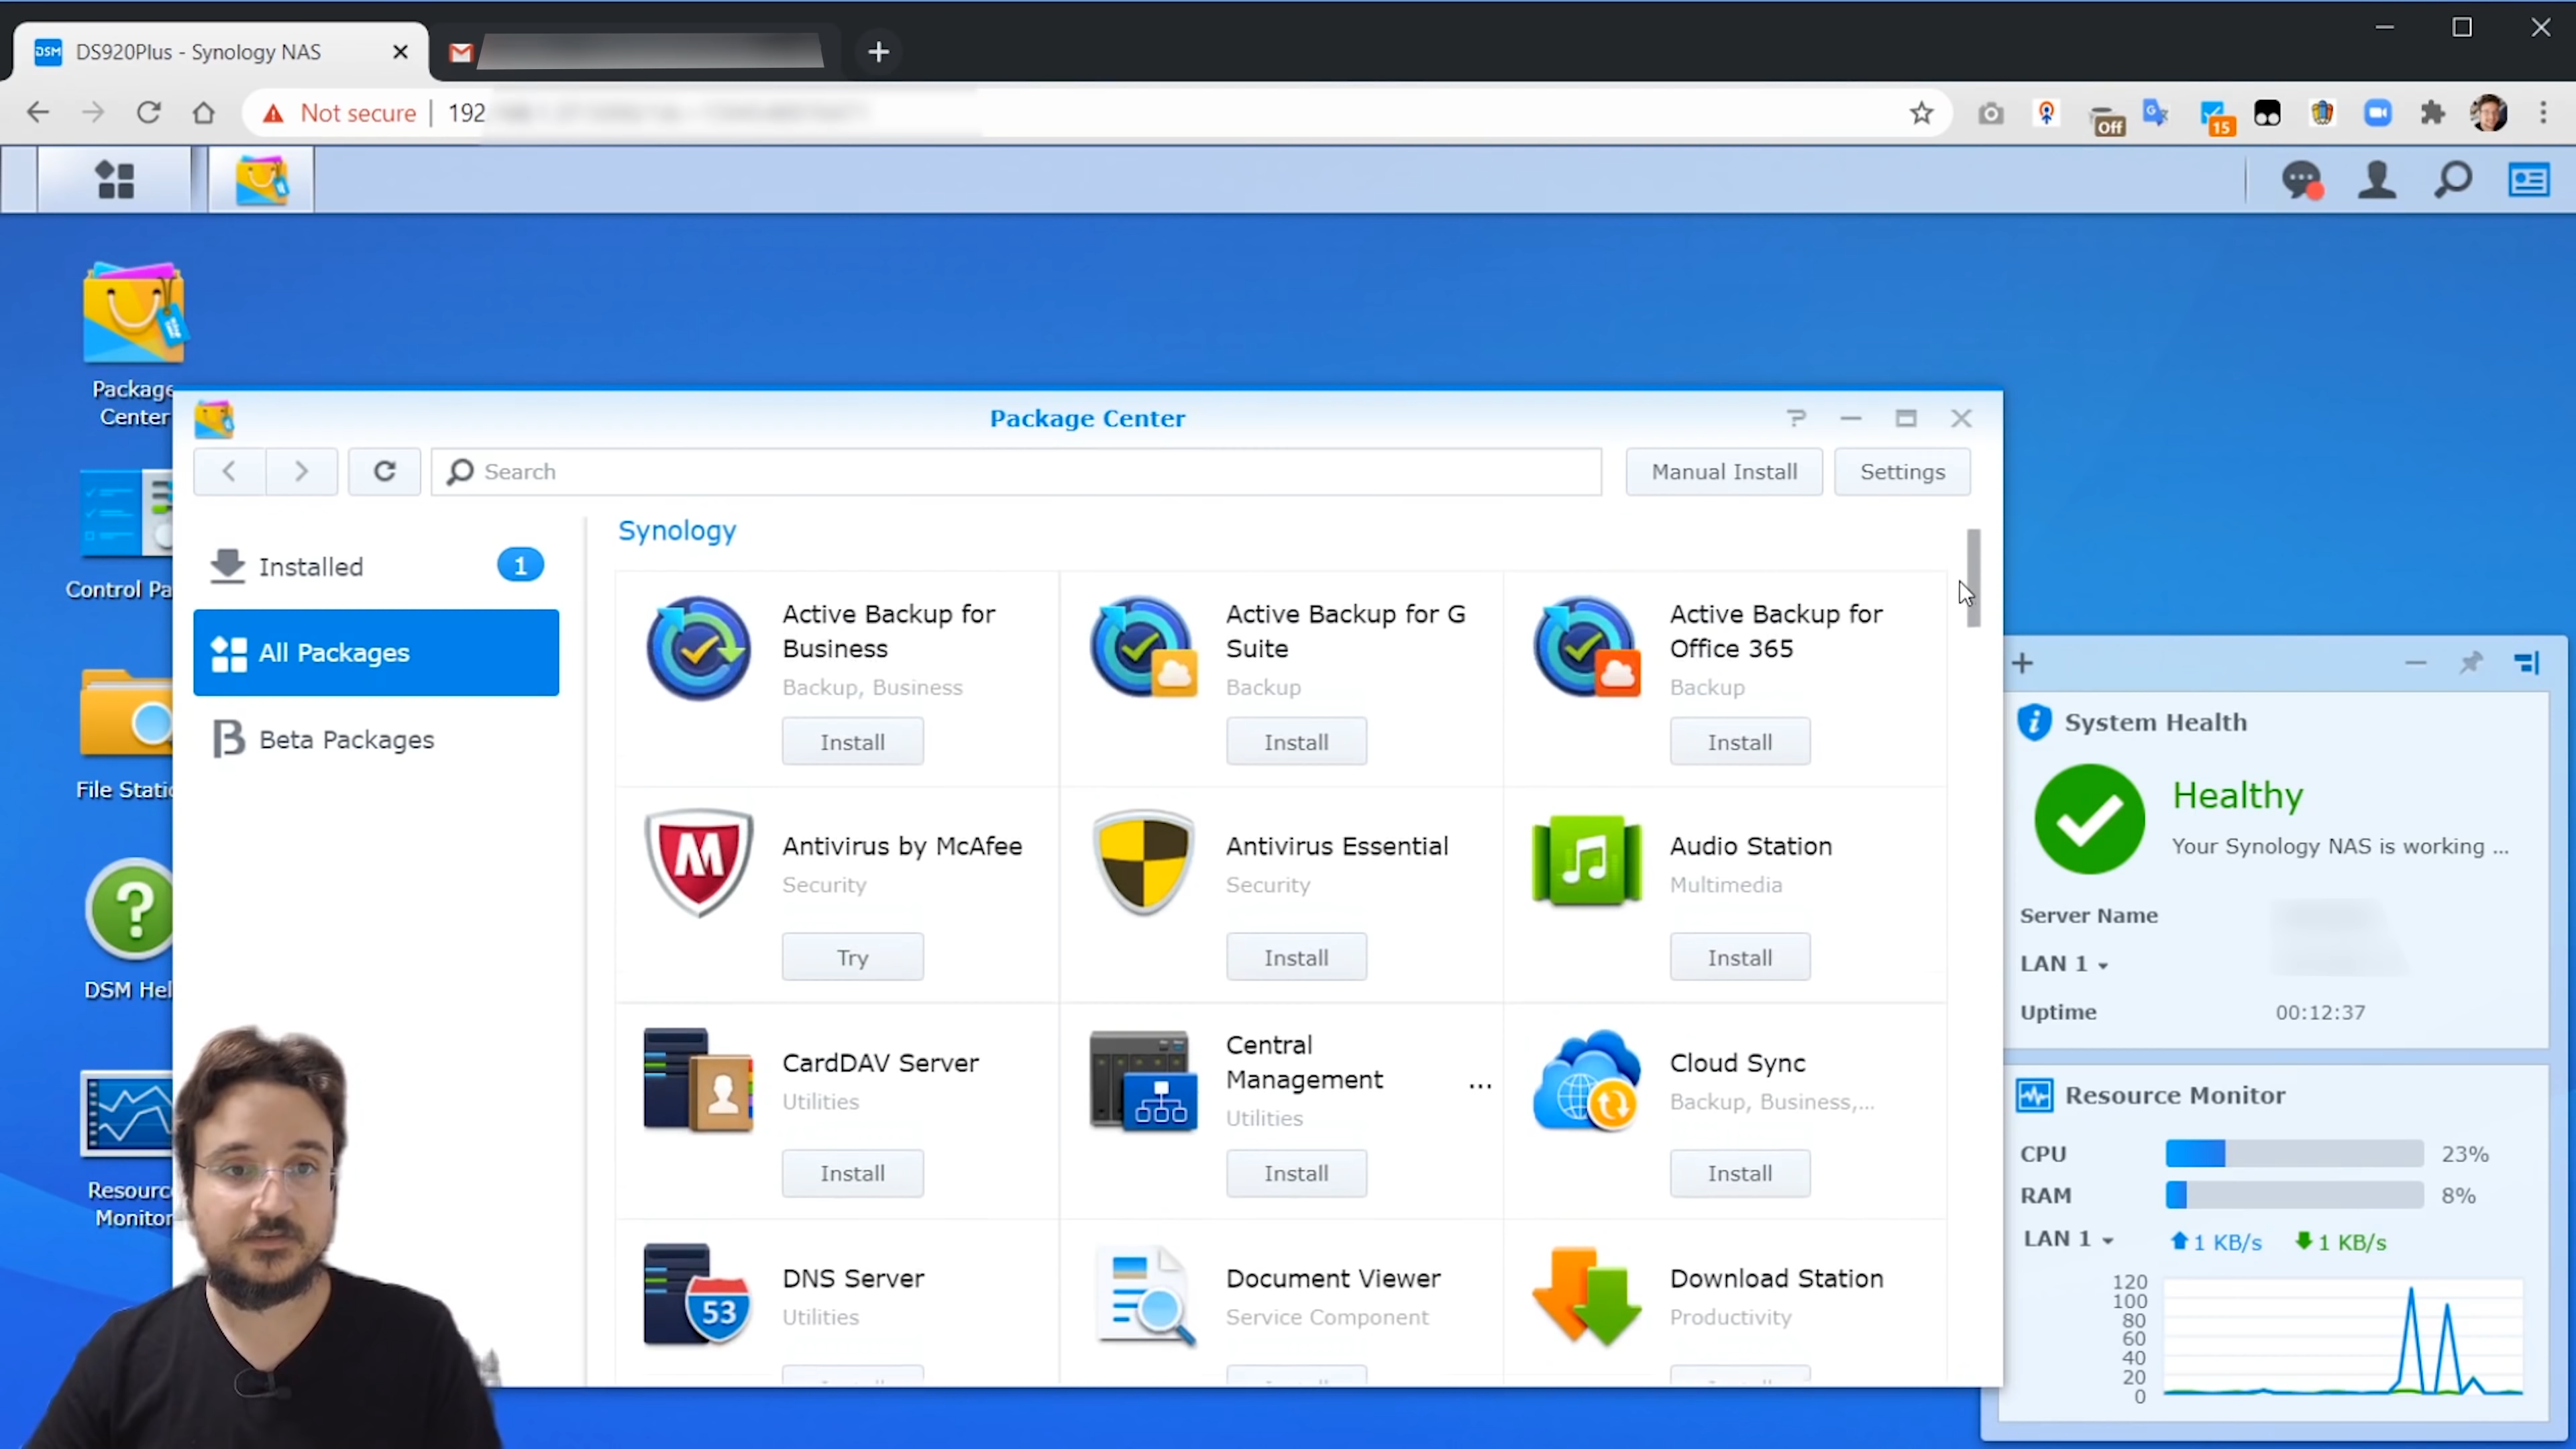 DS920Plus - Synology NAS
Not secure
192
Off
15
Package
Center
Control Pa
File Statio
DSM Hel
Resourc
Monitor
Package Center
Search
Manual Install
Settings
Installed
1
All Packages
Beta Packages
Synology
Active Backup for
Business
Backup, Business
Install
Active Backup for G
Suite
Backup
Install
Active Backup for
Office 365
Backup
Install
Antivirus by McAfee
Security
Try
Antivirus Essential
Security
Install
Audio Station
Multimedia
Install
CardDAV Server
Utilities
Install
Central
Management ...
Utilities
Install
Cloud Sync
Backup, Business,...
Install
53
DNS Server
Utilities
Document Viewer
Service Component
Download Station
Productivity
System Health
Healthy
Your Synology NAS is working ...
Server Name
LAN 1
Uptime 00:12:37
Resource Monitor
CPU 23%
RAM 8%
LAN 1 1 KB/s 1 KB/s
120
100
80
60
40
20
0